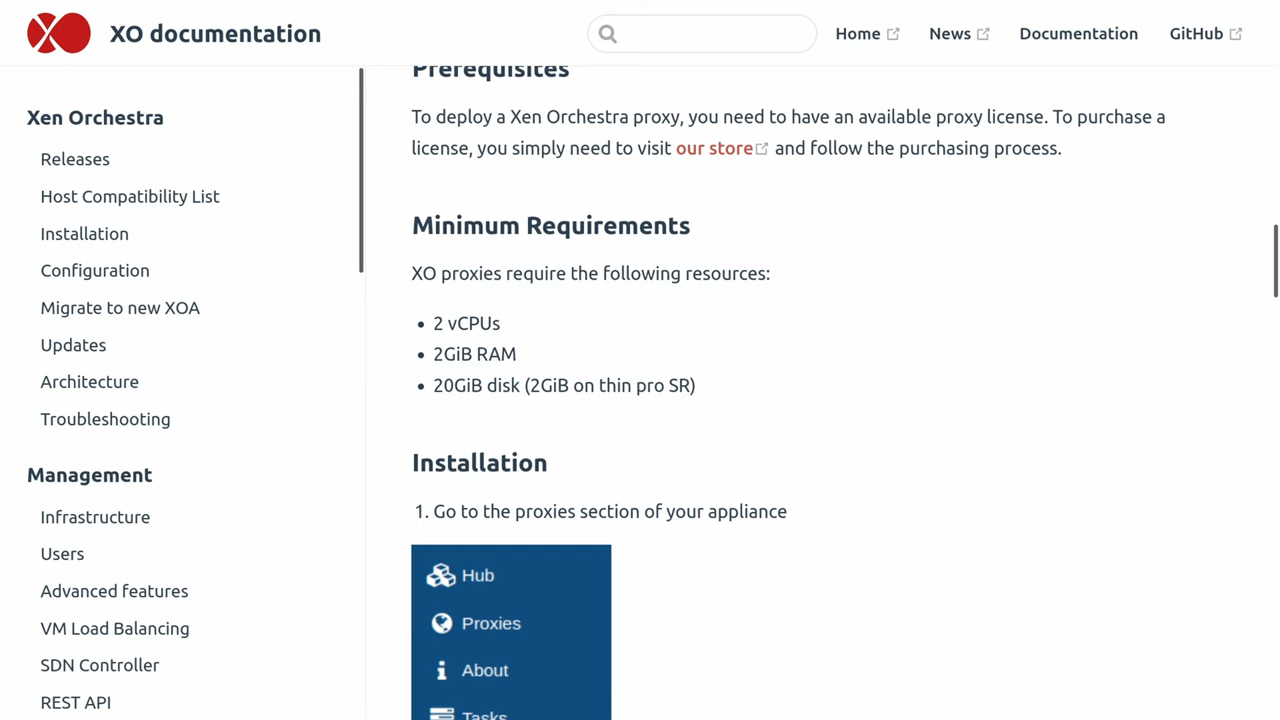 XO documentation
Home
News
Documentation
GitHub
Xen Orchestra
Releases
Host Compatibility List
Installation
Configuration
Migrate to new XOA
Updates
Architecture
Troubleshooting
Management
Infrastructure
Users
Advanced features
VM Load Balancing
SDN Controller
REST API
Prerequisites
To deploy a Xen Orchestra proxy, you need to have an available proxy license. To purchase a
license, you simply need to visit our store and follow the purchasing process.
Minimum Requirements
XO proxies require the following resources:
• 2 vCPUs
• 2GiB RAM
• 20GiB disk (2GiB on thin pro SR)
Installation
1. Go to the proxies section of your appliance
Hub
Proxies
About
Tasks